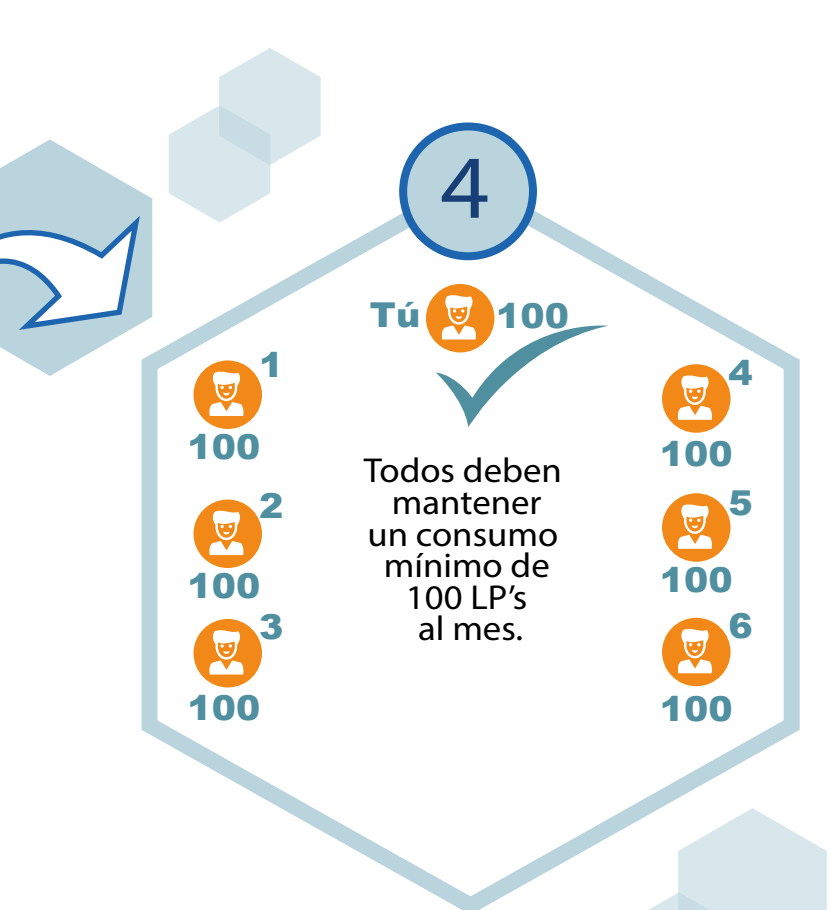 4
Tú 100
1
100
2
100
3
100
Todos deben
mantener
un consumo
mínimo de
100 LP’s
al mes.
4
100
5
100
6
100